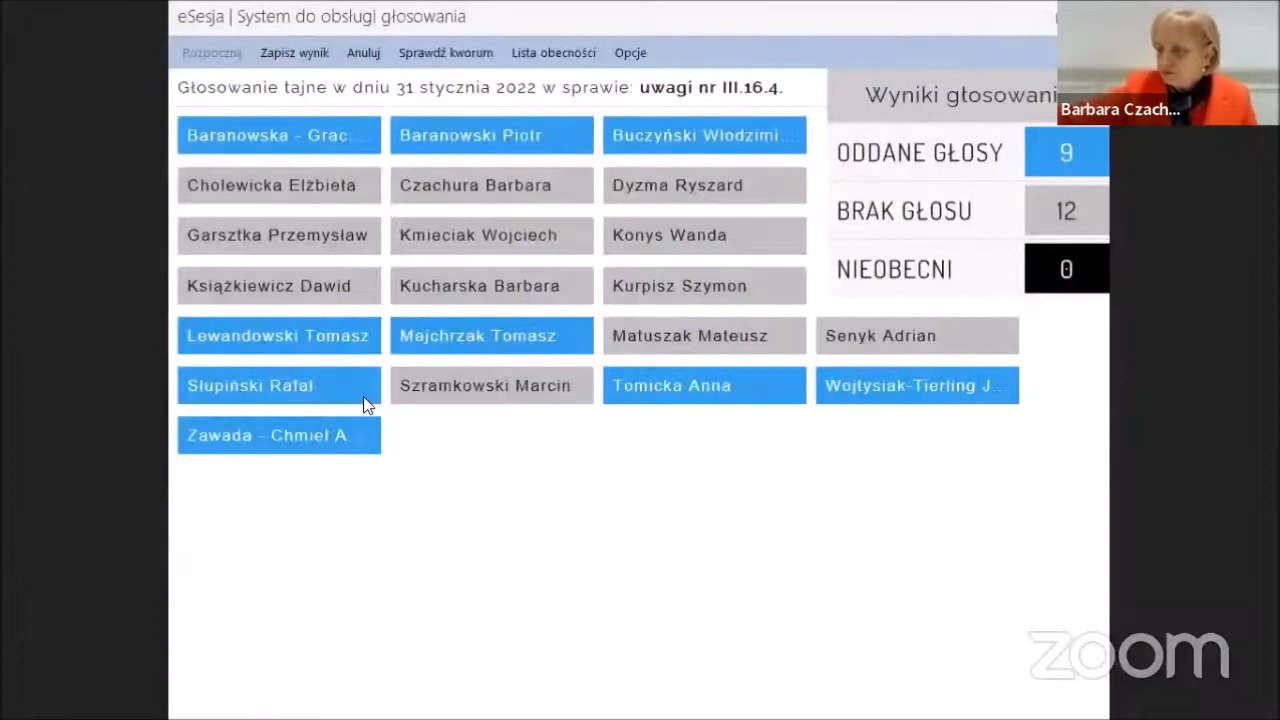 eSesja | System do obsługi głosowania
Rozpocznij Zapisz wynik Anuluj Sprawdź kworum Lista obecności Opcje
Głosowanie tajne w dniu 31 stycznia 2022 w sprawie: uwagi nr III.16.4.
Wyniki głosowani
Barbara Czach...
Baranowska - Grac... Baranowski Piotr Buczyński Włodzimi...
ODDANE GŁOSY 9
Cholewicka Elżbieta Czachura Barbara Dyzma Ryszard
BRAK GŁOSU 12
Garsztka Przemysław Kmieciak Wojciech Konys Wanda
NIEOBECNI 0
Książkiewicz Dawid Kucharska Barbara Kurpisz Szymon
Lewandowski Tomasz Majchrzak Tomasz Matuszak Mateusz Senyk Adrian
Słupiński Rafał Szramkowski Marcin Tomicka Anna Wojtysiak-Tierling J...
Zawada - Chmiel A...
zoom